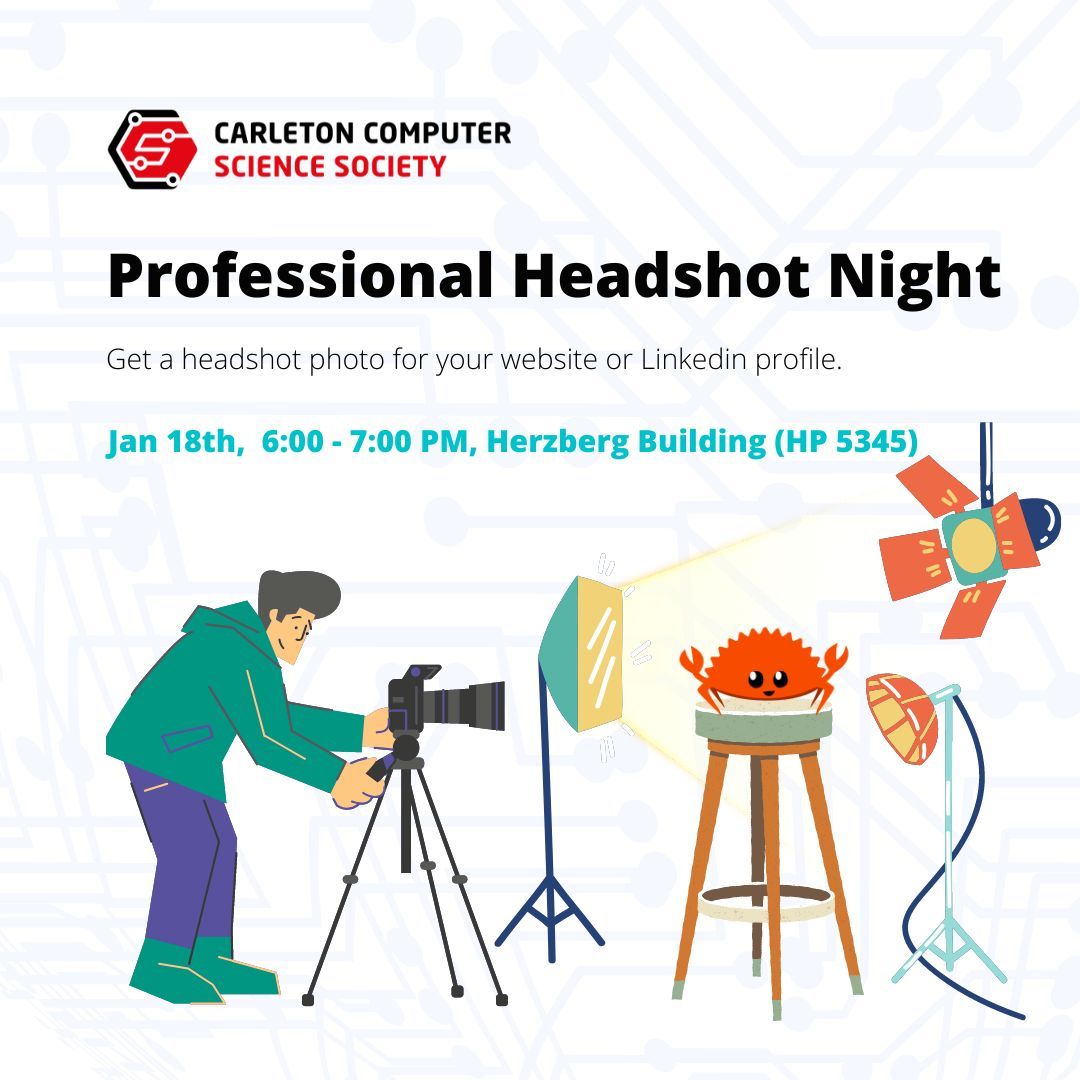 CARLETON COMPUTER
SCIENCE SOCIETY
Professional Headshot Night
Get a headshot photo for your website or Linkedin profile.
Jan 18th,  6:00 - 7:00 PM, Herzberg Building (HP 5345)